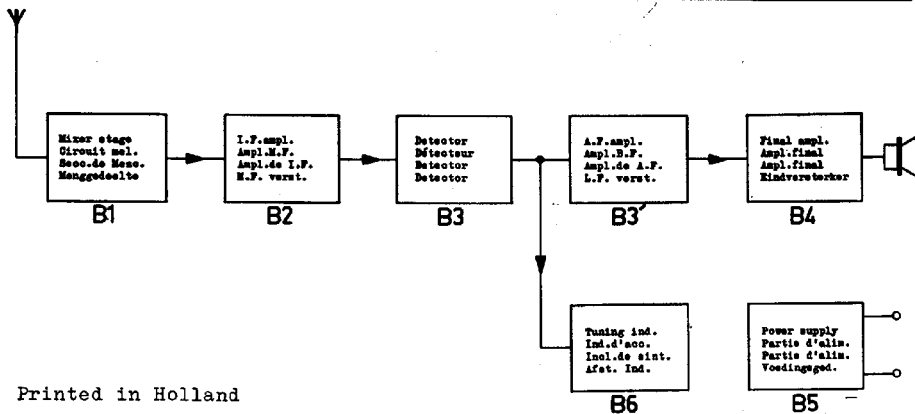 Mixer stage
Circuit mel.
Secc.de Mezc.
Menggedeelte
B1
I.F.ampl.
Ampl.M.F.
Ampl.de I.F.
M.F. verst.
B2
Detector
Détecteur
Detector
Detector
B3
A.F.ampl.
Ampl.B.F.
Ampl.de A.F.
L.F. verst.
B3′
Final ampl.
Ampl.final
Ampl.final
Eindversterker
B4
Tuning ind.
Ind.d'acc.
Incl.de sint.
Afst. Ind.
B6
Power supply
Partie d'alim.
Partie d'alim.
Voedingsged.
B5
Printed in Holland